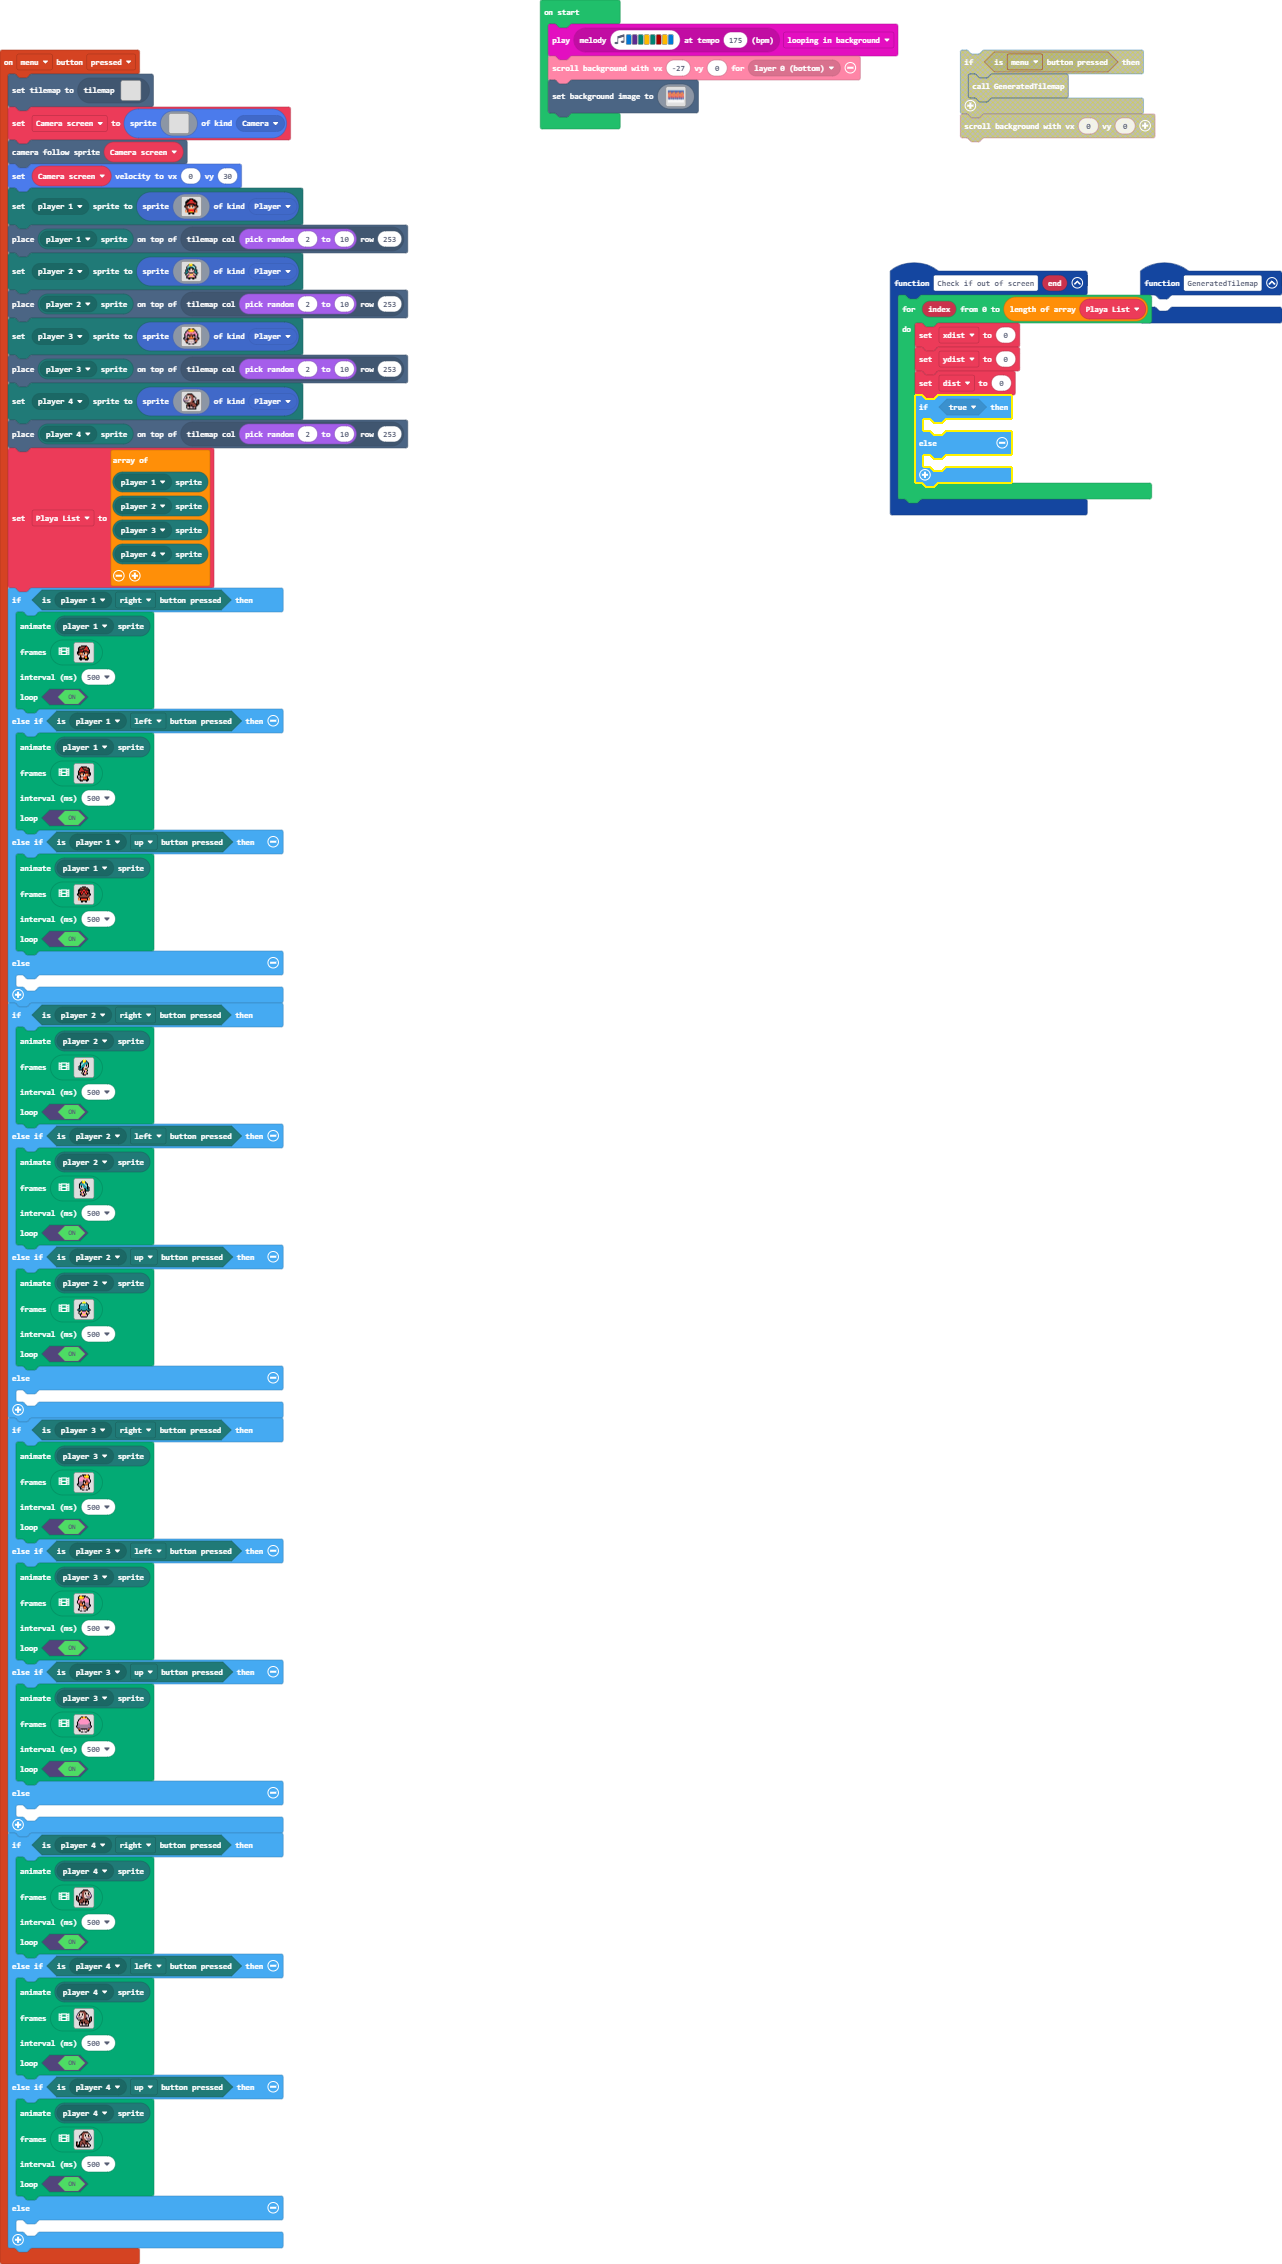 on menu button pressed
set tilemap to tilemap
set Camera screen to sprite of kind Camera
camera follow sprite Camera screen
set Camera screen velocity to vx 0 vy 30
set player 1 sprite to sprite of kind Player
place player 1 sprite on top of tilemap col pick random 2 to 10 row 253
set player 2 sprite to sprite of kind Player
place player 2 sprite on top of tilemap col pick random 2 to 10 row 253
set player 3 sprite to sprite of kind Player
place player 3 sprite on top of tilemap col pick random 2 to 10 row 253
set player 4 sprite to sprite of kind Player
place player 4 sprite on top of tilemap col pick random 2 to 10 row 253
array of
player 1 sprite
player 2 sprite
set Playa List to
player 3 sprite
player 4 sprite
if is player 1 right button pressed then
animate player 1 sprite
frames
interval (ms) 500
loop ON
else if is player 1 left button pressed then
animate player 1 sprite
frames
interval (ms) 500
loop ON
else if is player 1 up button pressed then
animate player 1 sprite
frames
interval (ms) 500
loop ON
else
if is player 2 right button pressed then
animate player 2 sprite
frames
interval (ms) 500
loop ON
else if is player 2 left button pressed then
animate player 2 sprite
frames
interval (ms) 500
loop ON
else if is player 2 up button pressed then
animate player 2 sprite
frames
interval (ms) 500
loop ON
else
if is player 3 right button pressed then
animate player 3 sprite
frames
interval (ms) 500
loop ON
else if is player 3 left button pressed then
animate player 3 sprite
frames
interval (ms) 500
loop ON
else if is player 3 up button pressed then
animate player 3 sprite
frames
interval (ms) 500
loop ON
else
if is player 4 right button pressed then
animate player 4 sprite
frames
interval (ms) 500
loop ON
else if is player 4 left button pressed then
animate player 4 sprite
frames
interval (ms) 500
loop ON
else if is player 4 up button pressed then
animate player 4 sprite
frames
interval (ms) 500
loop ON
else
on start
play melody at tempo 175 (bpm) looping in background
scroll background with vx -27 vy 0 for layer 0 (bottom)
set background image to
if is menu button pressed then
call GeneratedTilemap
scroll background with vx 0 vy 0
function Check if out of screen end
for index from 0 to length of array Playa List
do
set xdist to 0
set ydist to 0
set dist to 0
if true then
else
function GeneratedTilemap